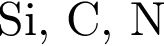 Si, C, N